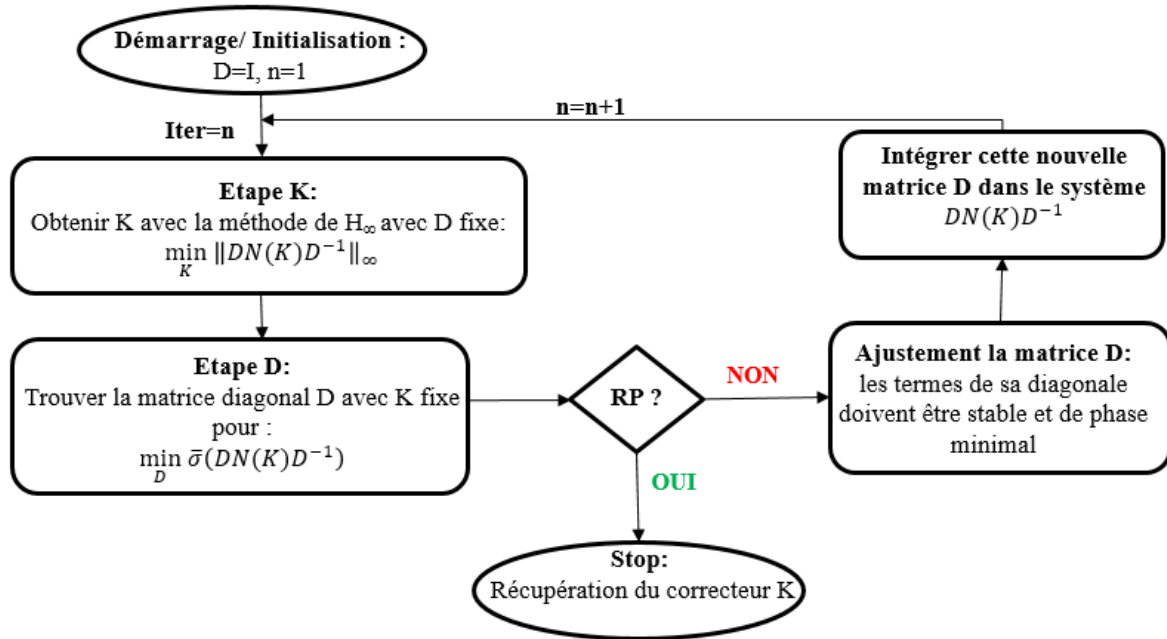 Démarrage/ Initialisation :
D=I, n=1
n=n+1
Iter=n
Intégrer cette nouvelle
matrice D dans le système
DN(K)D⁻¹
Etape K:
Obtenir K avec la méthode de H∞ avec D fixe:
min ‖DN(K)D⁻¹‖∞
K
Etape D:
Trouver la matrice diagonal D avec K fixe
pour :
min σ̄(DN(K)D⁻¹)
D
RP ?
NON
OUI
Ajustement la matrice D:
les termes de sa diagonale
doivent être stable et de phase
minimal
Stop:
Récupération du correcteur K